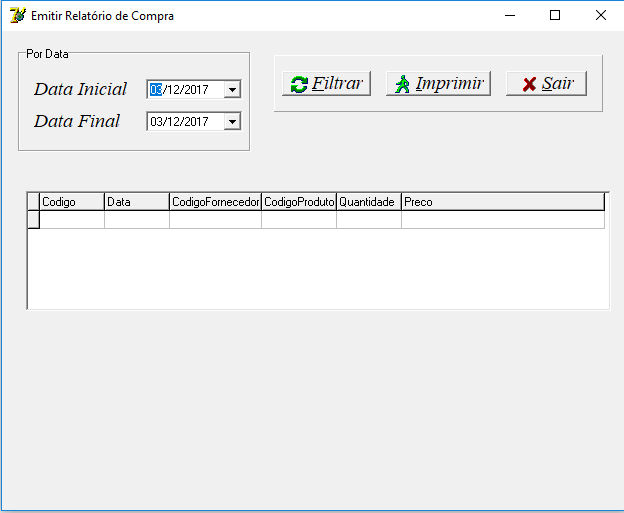 Emitir Relatório de Compra
Por Data
Data Inicial 03/12/2017
Data Final 03/12/2017
Filtrar Imprimir Sair
Codigo Data CodigoFornecedor CodigoProduto Quantidade Preco